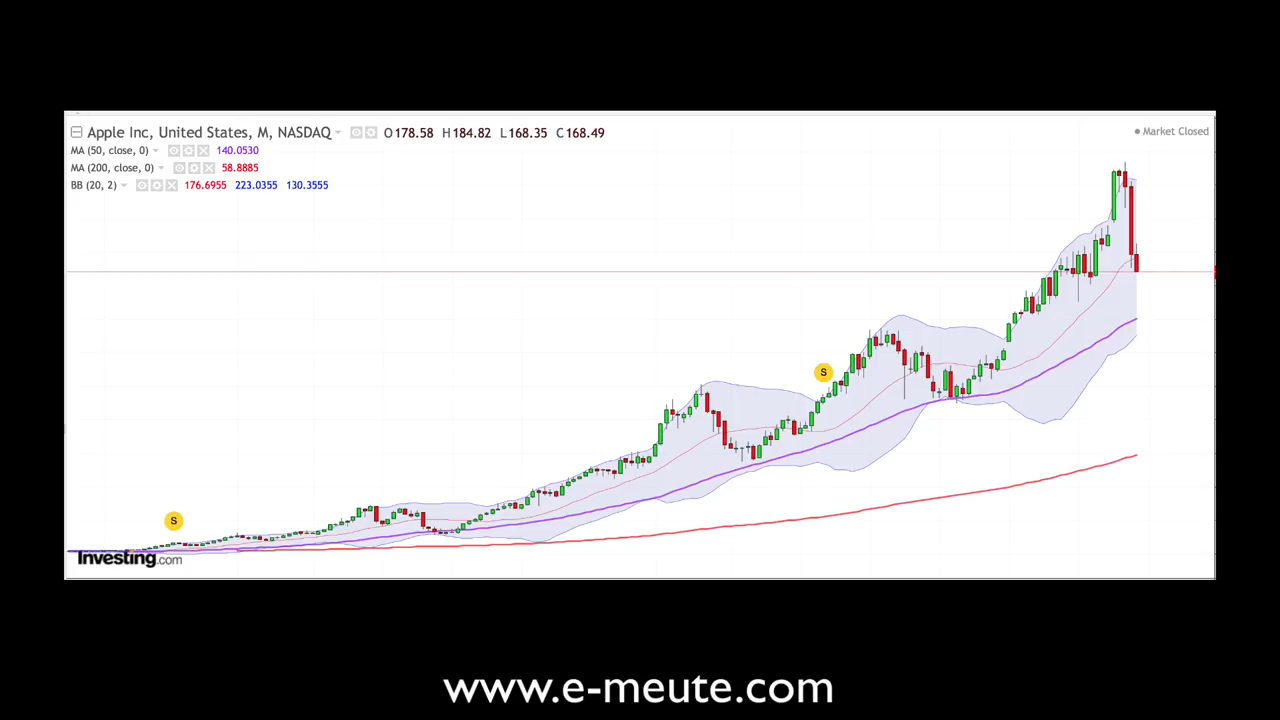 Apple Inc, United States, M, NASDAQ O178.58 H184.82 L168.35 C168.49
Market Closed
MA (50, close, 0) 140.0530
MA (200, close, 0) 58.8885
BB (20, 2) 176.6955 223.0355 130.3555
S
S
Investing.com
www.e-meute.com